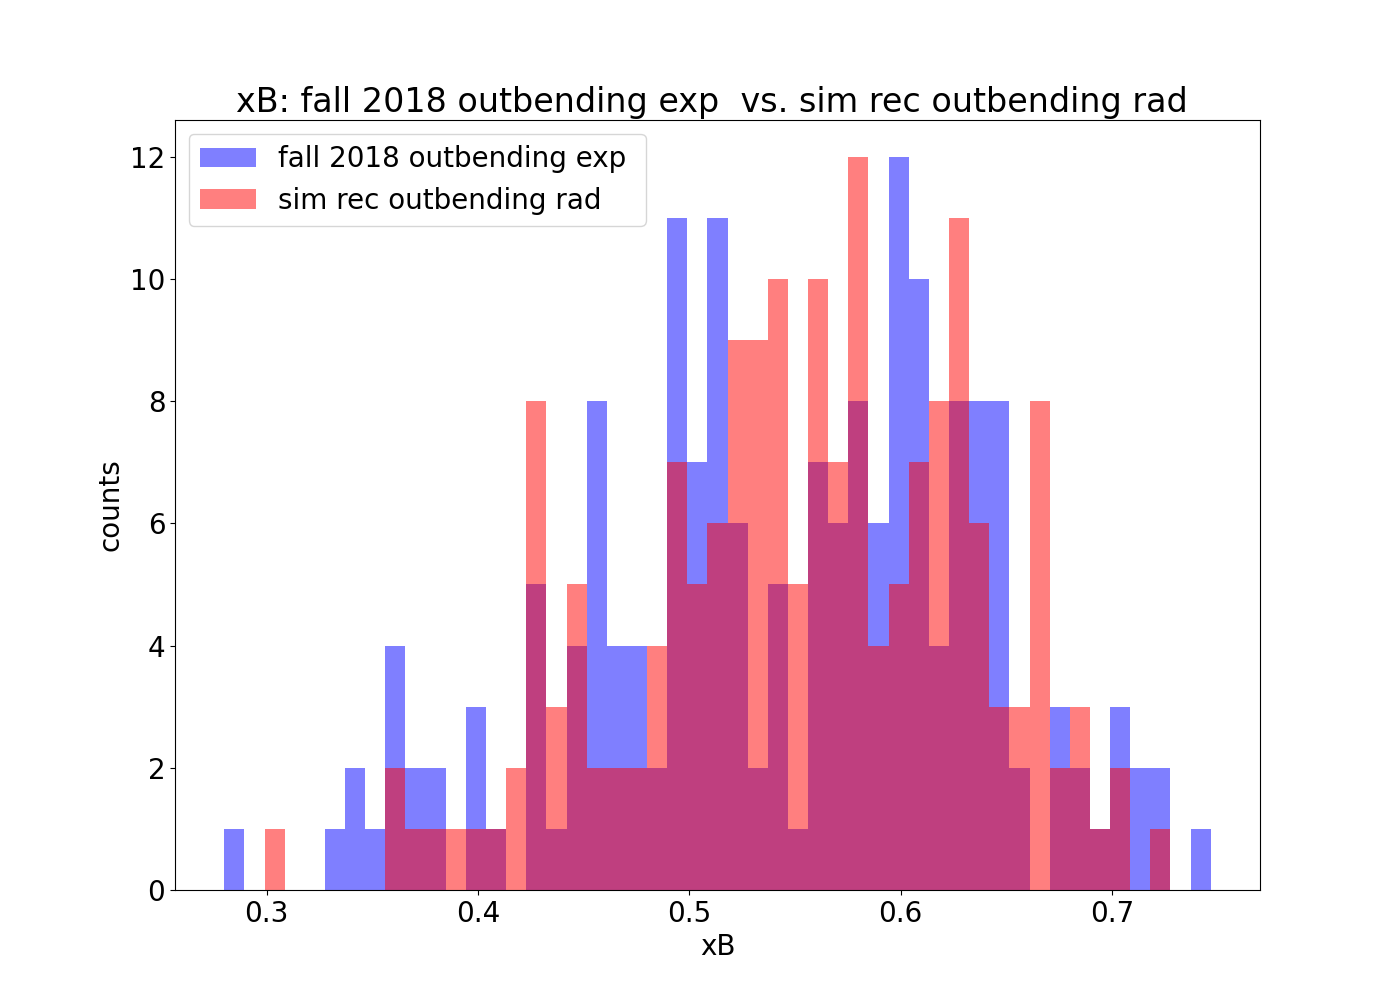 xB: fall 2018 outbending exp  vs. sim rec outbending rad
fall 2018 outbending exp
sim rec outbending rad
12
10
8
6
4
2
0
counts
0.3 0.4 0.5 0.6 0.7
xB